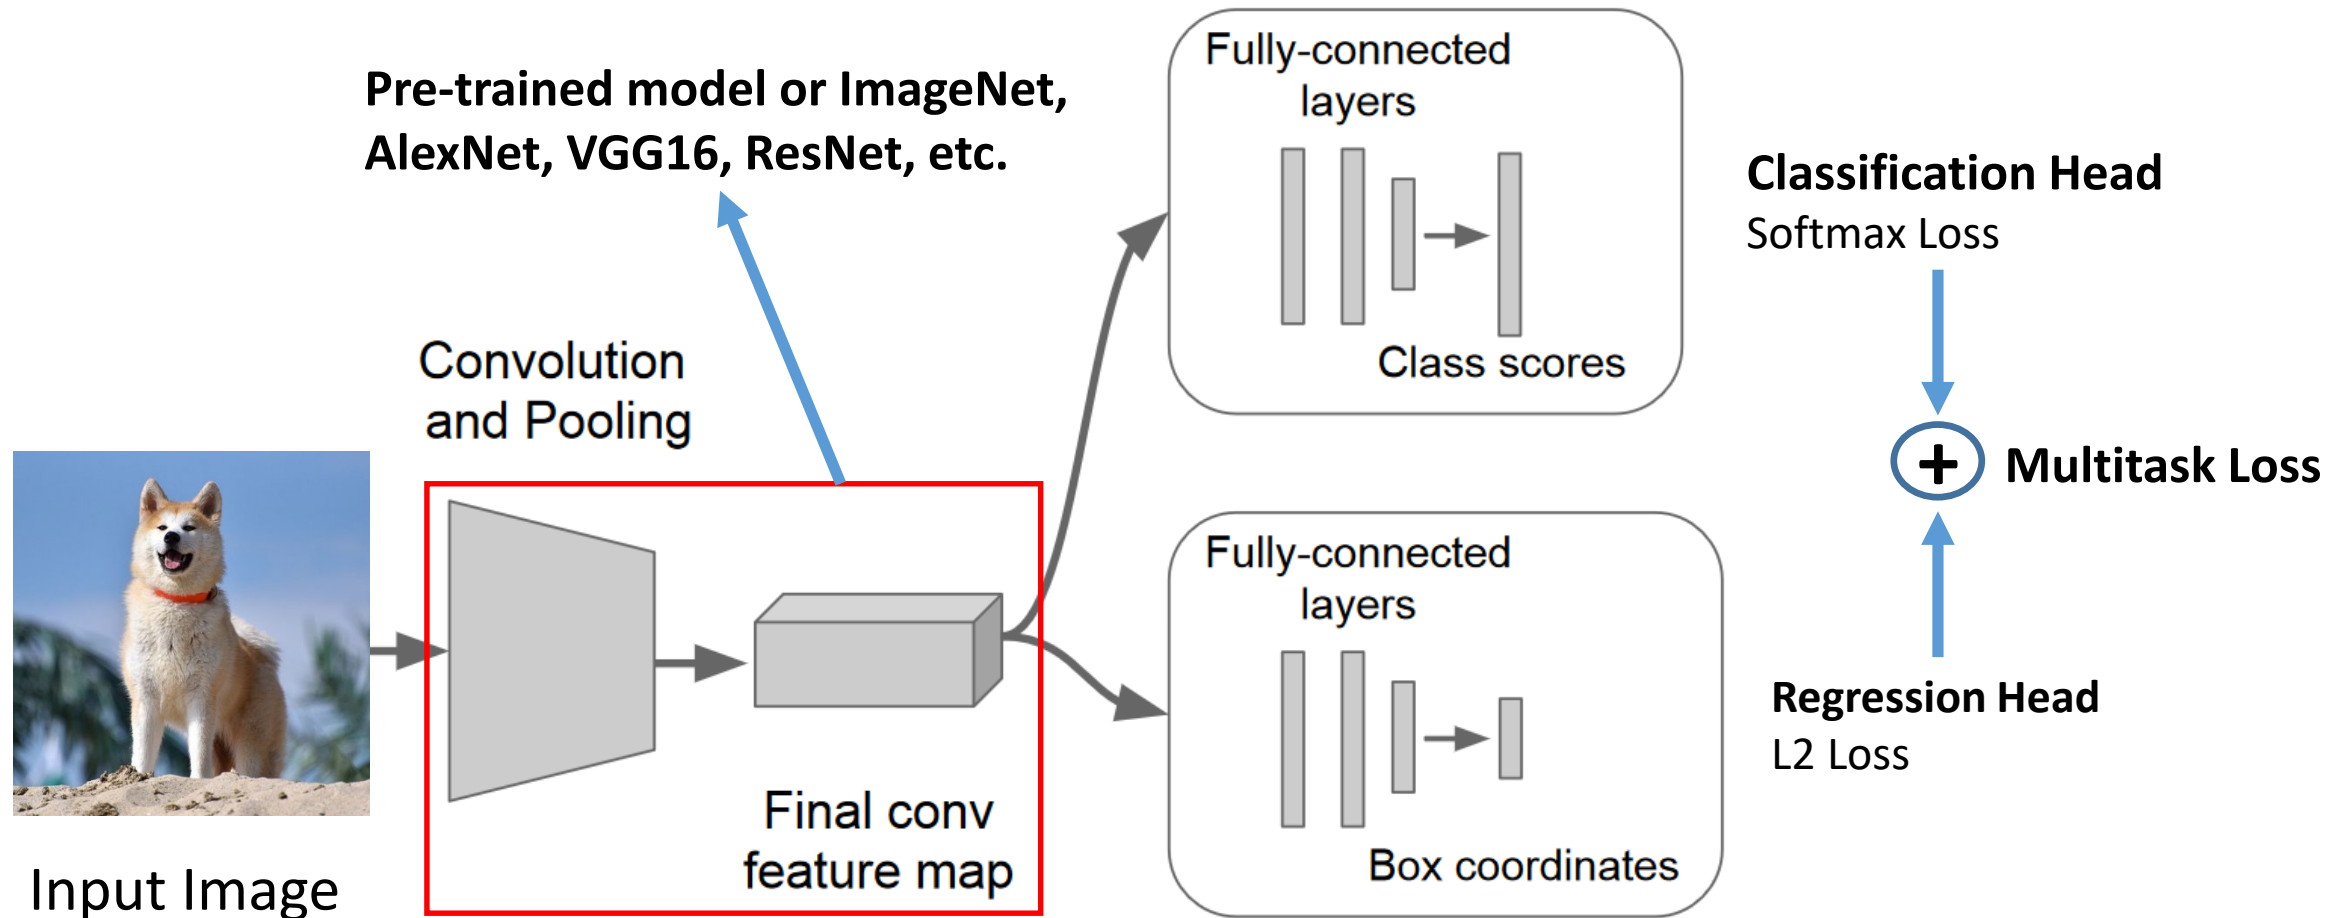 Pre-trained model or ImageNet,
AlexNet, VGG16, ResNet, etc.
Convolution
and Pooling
Final conv
feature map
Input Image
Fully-connected
layers
Class scores
Fully-connected
layers
Box coordinates
Classification Head
Softmax Loss
+ Multitask Loss
Regression Head
L2 Loss